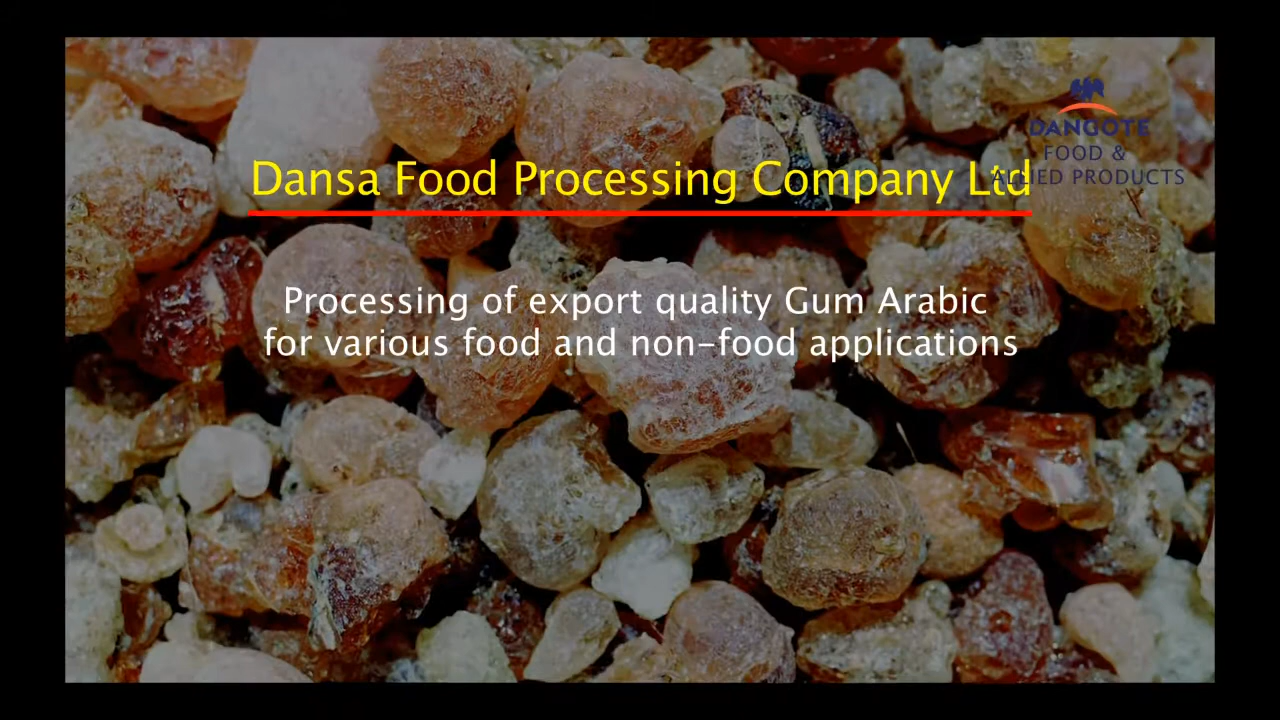 DANGOTE
FOOD &
ALLIED PRODUCTS
Dansa Food Processing Company Ltd
Processing of export quality Gum Arabic
for various food and non-food applications